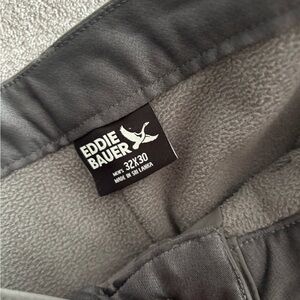 EDDIE
BAUER
MEN'S 32X30
MADE IN SRI LANKA